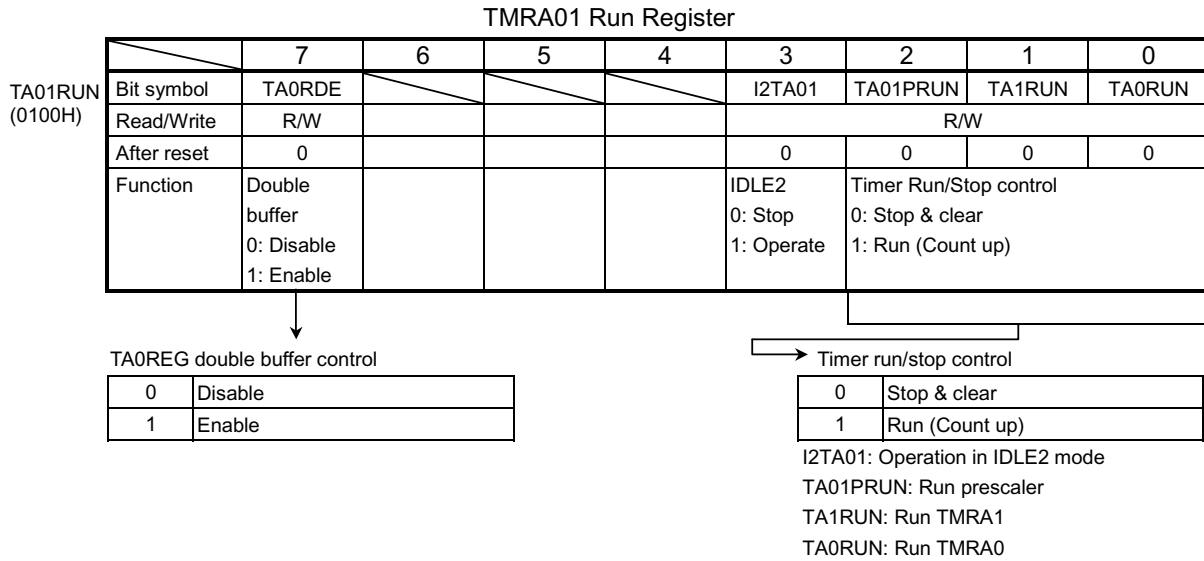 TMRA01 Run Register
7 6 5 4 3 2 1 0
TA01RUN
(0100H)
Bit symbol TA0RDE I2TA01 TA01PRUN TA1RUN TA0RUN
Read/Write R/W R/W
After reset 0 0 0 0 0
Function Double IDLE2 Timer Run/Stop control
buffer 0: Stop 0: Stop & clear
0: Disable 1: Operate 1: Run (Count up)
1: Enable
TA0REG double buffer control
0 Disable
1 Enable
Timer run/stop control
0 Stop & clear
1 Run (Count up)
I2TA01: Operation in IDLE2 mode
TA01PRUN: Run prescaler
TA1RUN: Run TMRA1
TA0RUN: Run TMRA0